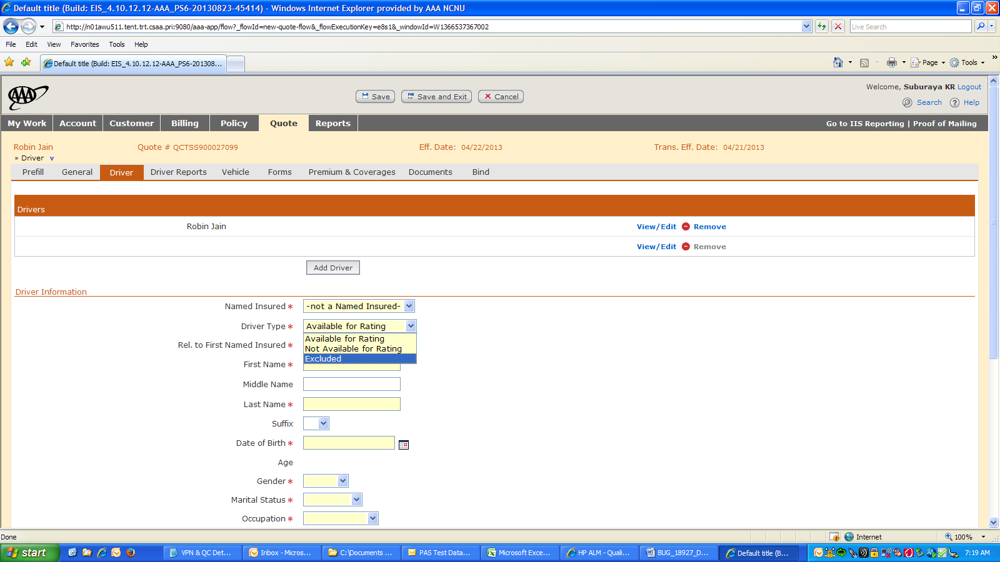 Default title (Build: EIS_4.10.12.12-AAA_PS6-20130823-45414) - Windows Internet Explorer provided by AAA NCNU
http://n01awu511.tent.trt.csaa.pri:9080/aaa-app/flow?_flowId=new-quote-flow&_flowExecutionKey=e8s1&_windowId=W1366537367002
Live Search
File Edit View Favorites Tools Help
Default title (Build: EIS_4.10.12.12-AAA_PS6-201308...
Page Tools »
AAA
Save Save and Exit Cancel
Welcome, Suburaya KR Logout
Search Help
My Work Account Customer Billing Policy Quote Reports Go to IIS Reporting | Proof of Mailing
Robin Jain Quote # QCTSS900027099 Eff. Date: 04/22/2013 Trans. Eff. Date: 04/21/2013
» Driver v
Prefill General Driver Driver Reports Vehicle Forms Premium & Coverages Documents Bind
Drivers
Robin Jain View/Edit Remove
View/Edit Remove
Add Driver
Driver Information
Named Insured * -not a Named Insured-
Driver Type * Available for Rating
Available for Rating
Rel. to First Named Insured * Not Available for Rating
Excluded
First Name *
Middle Name
Last Name *
Suffix
Date of Birth *
Age
Gender *
Marital Status *
Occupation *
Done Internet 100%
start VPN & QC Det... Inbox - Micros... C:\Documents ... PAS Test Data... Microsoft Exce... HP ALM - Quali... BUG_18927_D... Default title (B... 7:19 AM